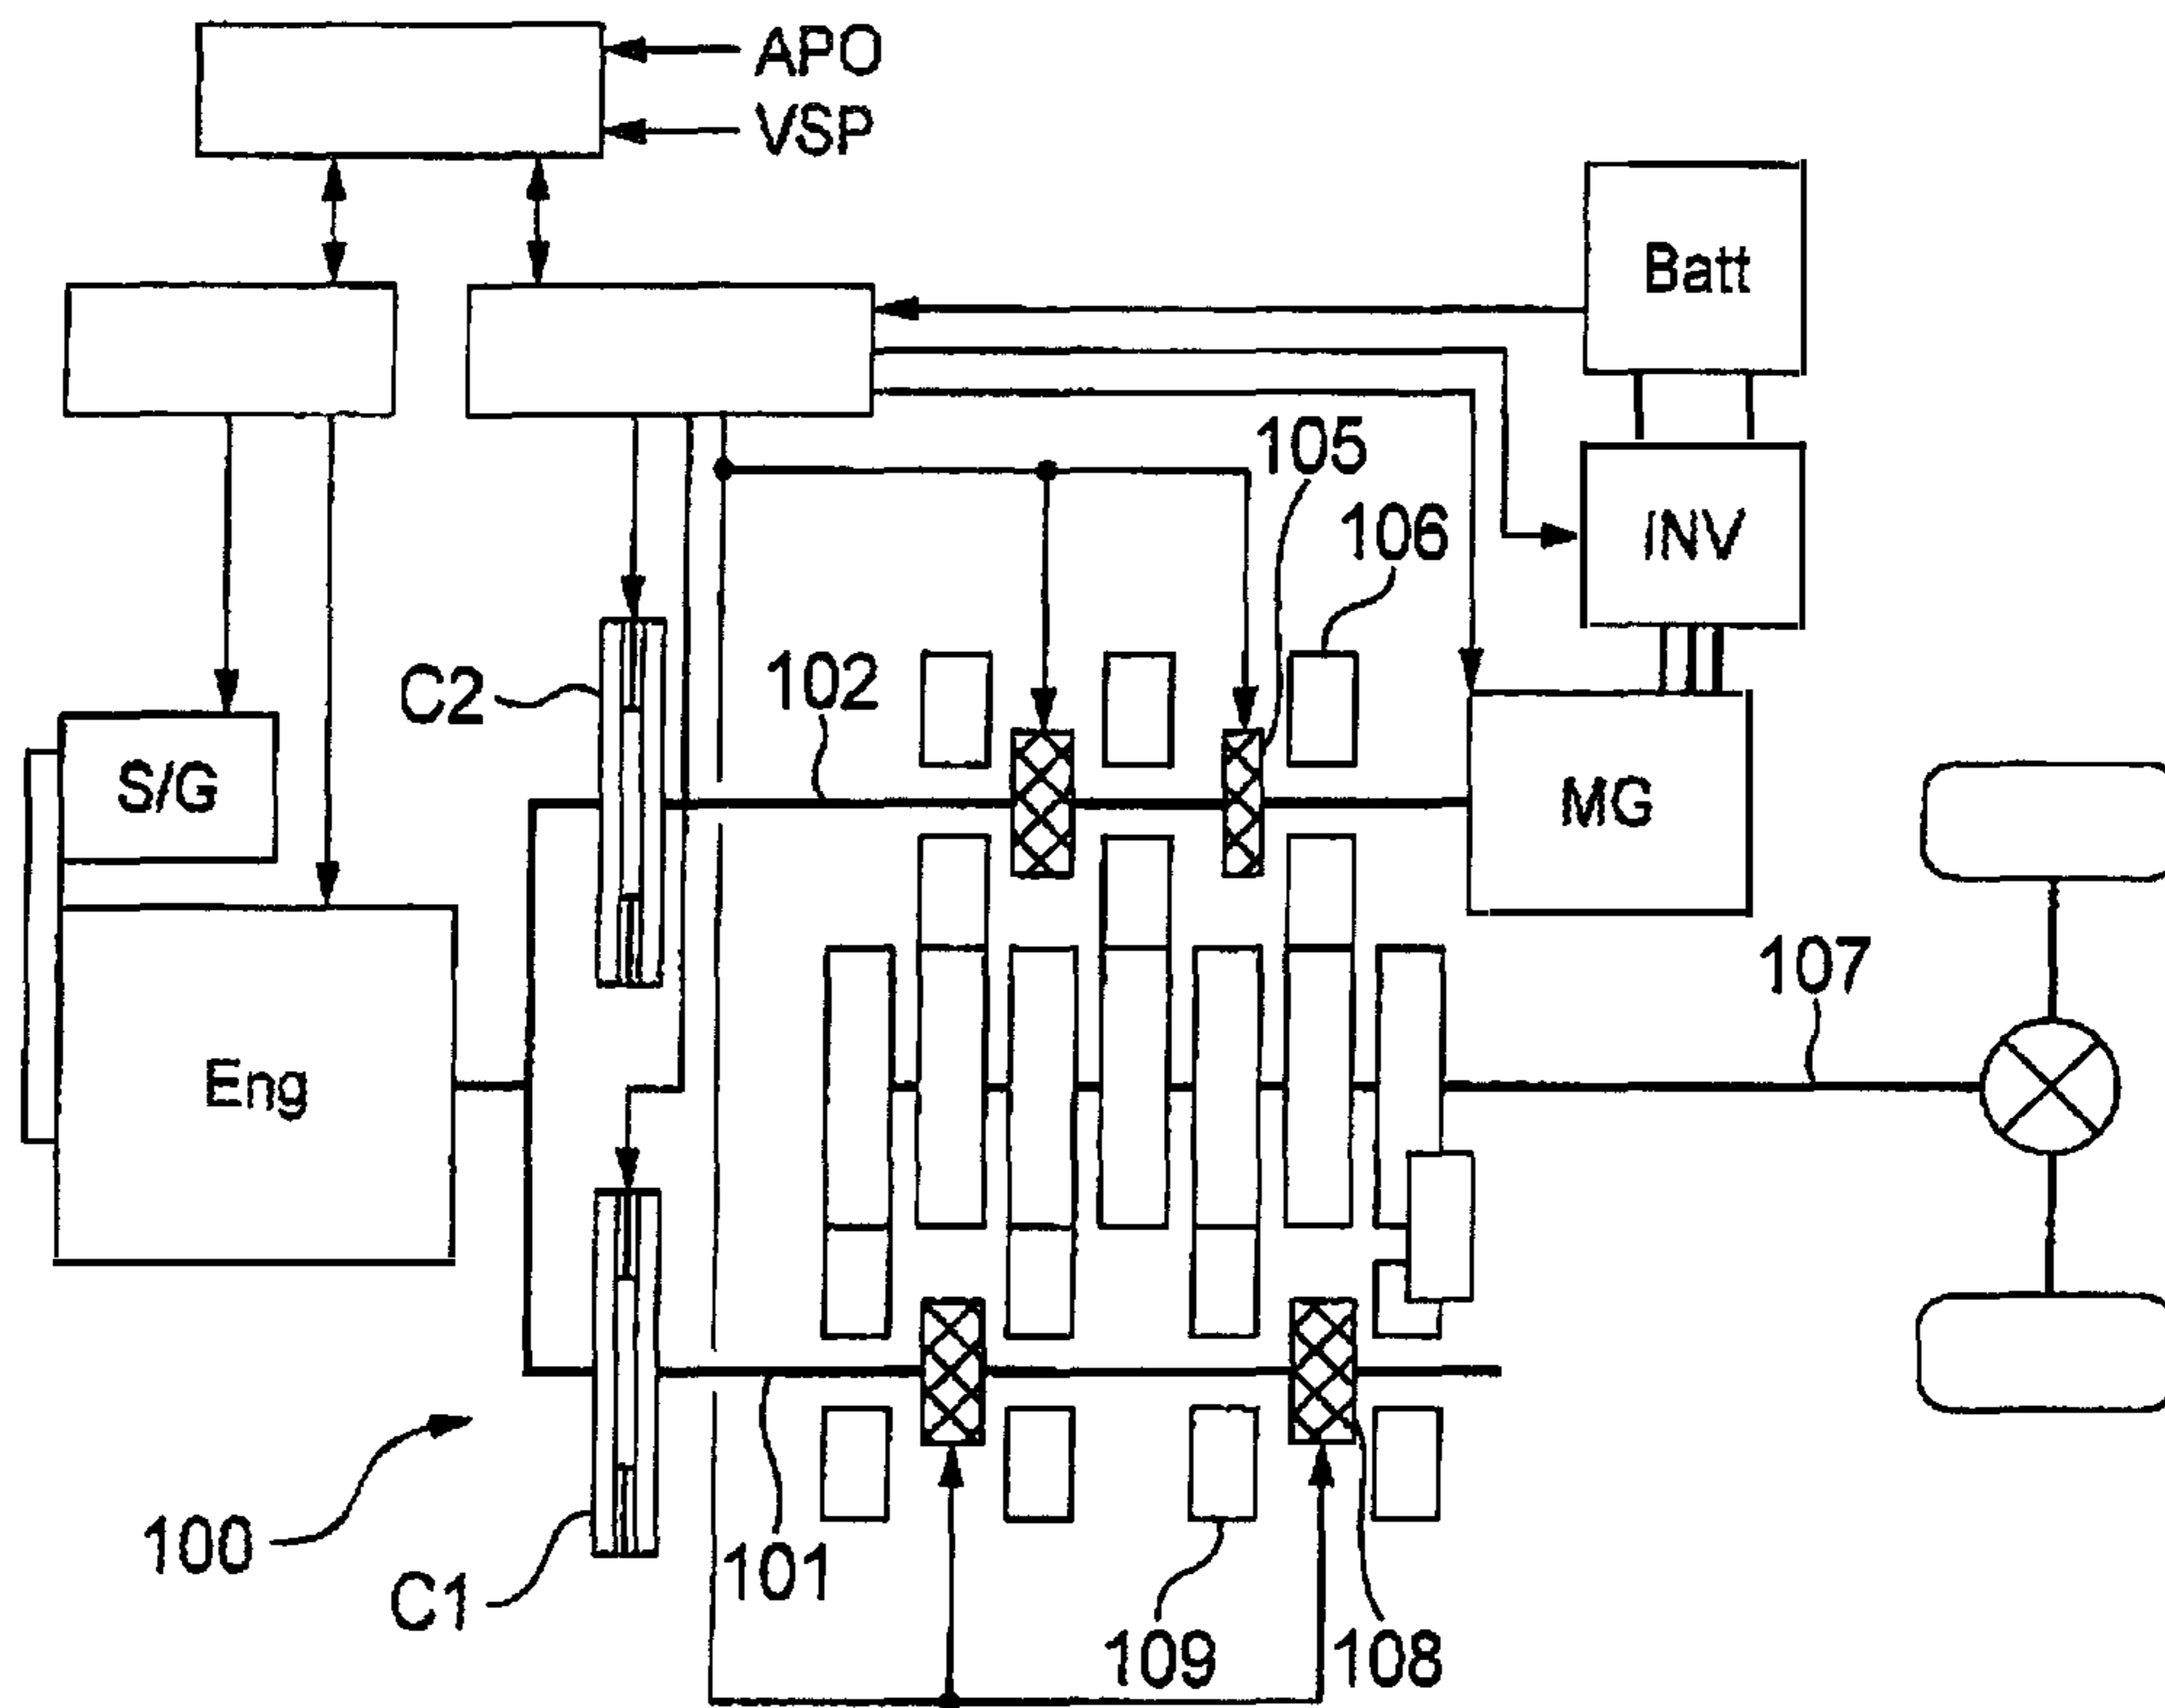 APO
VSP
Batt
105
106
INV
C2
102
S/G
MG
107
Eng
100
C1
101
109
108